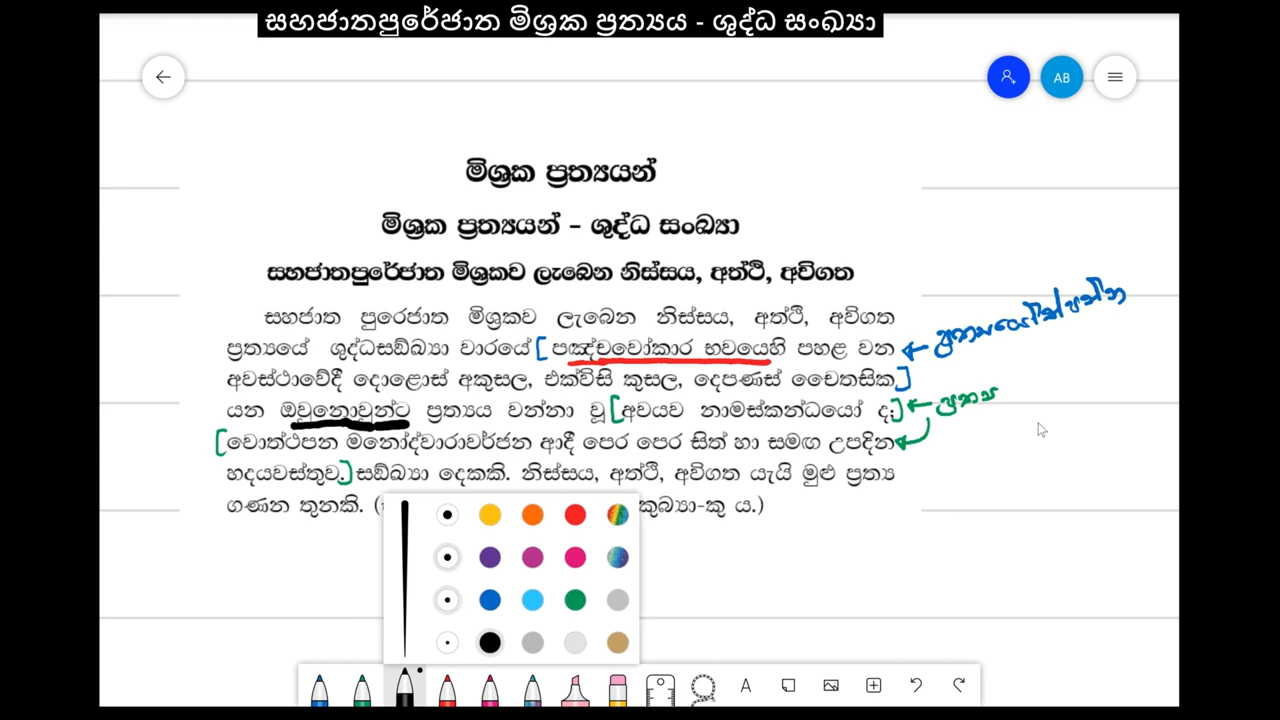 සහජාතපුරේජාත මිශ්‍රක ප්‍රත්‍යය - ශුද්ධ සංඛ්‍යා
AB
මිශ්‍රක ප්‍රත්‍යයන්
මිශ්‍රක ප්‍රත්‍යයන් – ශුද්ධ සංඛ්‍යා
සහජාතපුරේජාත මිශ්‍රකව ලැබෙන නිස්සය, අත්ථි, අවිගත
සහජාත පුරෙජාත මිශ්‍රකව ලැබෙන නිස්සය, අත්ථි, අවිගත
ප්‍රත්‍යයේ ශුද්ධසඞ්ඛ්‍යා වාරයේ [පඤ්චවෝකාර භවයෙහි පහළ වන
අවස්ථාවේදී දොළොස් අකුසල, එක්විසි කුසල, දෙපණස් චෛතසික]
යන ඔවුනොවුන්ට ප්‍රත්‍යය වන්නා වූ [අවයව නාමස්කන්ධයෝ ද;] ← ප්‍රත්‍යය
[වොත්ථපන මනෝද්වාරාවර්ජන ආදී පෙර පෙර සිත් හා සමඟ උපදින
හදයවස්තුව.] සඞ්ඛ්‍යා දෙකකි. නිස්සය, අත්ථි, අවිගත යැයි මුළු ප්‍රත්‍ය
ගණන තුනකි. ( කුබ්‍යා-කු ය.)
A